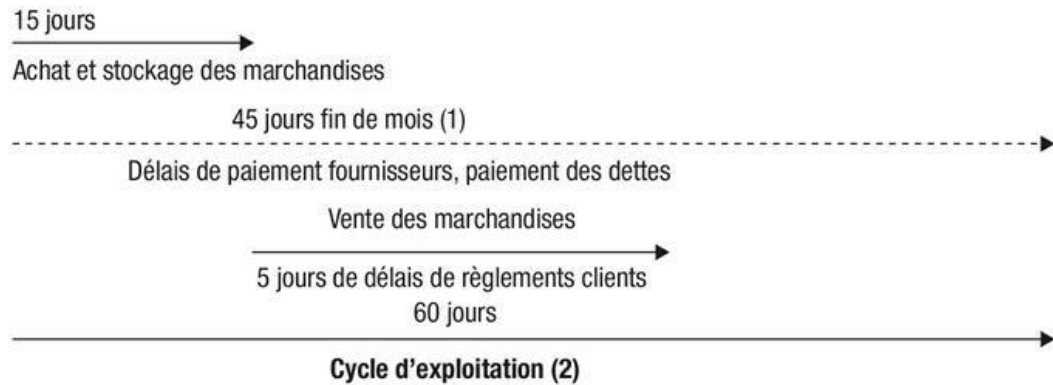 15 jours
Achat et stockage des marchandises
45 jours fin de mois (1)
Délais de paiement fournisseurs, paiement des dettes
Vente des marchandises
5 jours de délais de règlements clients
60 jours
Cycle d’exploitation (2)